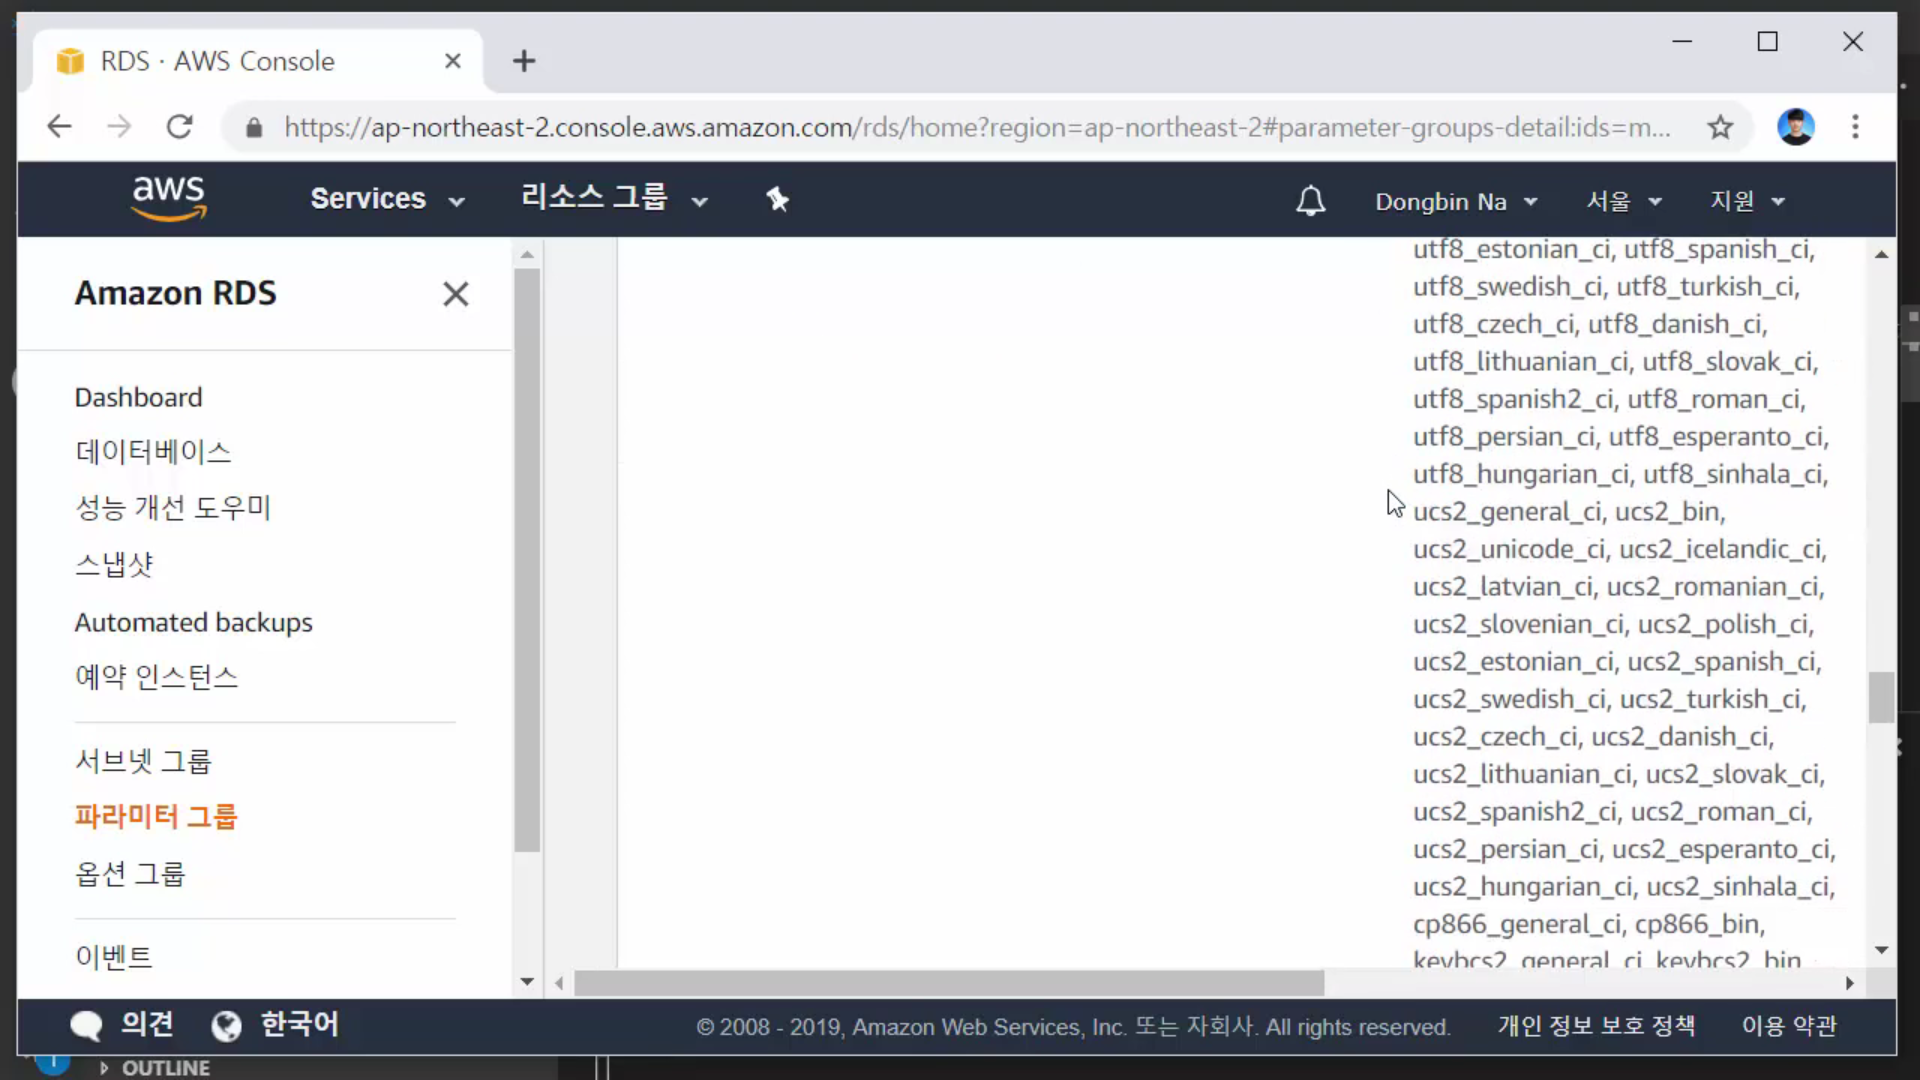 RDS · AWS Console
https://ap-northeast-2.console.aws.amazon.com/rds/home?region=ap-northeast-2#parameter-groups-detail:ids=m...
aws
Services
리소스 그룹
Dongbin Na
서울
지원
Amazon RDS
Dashboard
데이터베이스
성능 개선 도우미
스냅샷
Automated backups
예약 인스턴스
서브넷 그룹
파라미터 그룹
옵션 그룹
이벤트
utf8_estonian_ci, utf8_spanish_ci,
utf8_swedish_ci, utf8_turkish_ci,
utf8_czech_ci, utf8_danish_ci,
utf8_lithuanian_ci, utf8_slovak_ci,
utf8_spanish2_ci, utf8_roman_ci,
utf8_persian_ci, utf8_esperanto_ci,
utf8_hungarian_ci, utf8_sinhala_ci,
ucs2_general_ci, ucs2_bin,
ucs2_unicode_ci, ucs2_icelandic_ci,
ucs2_latvian_ci, ucs2_romanian_ci,
ucs2_slovenian_ci, ucs2_polish_ci,
ucs2_estonian_ci, ucs2_spanish_ci,
ucs2_swedish_ci, ucs2_turkish_ci,
ucs2_czech_ci, ucs2_danish_ci,
ucs2_lithuanian_ci, ucs2_slovak_ci,
ucs2_spanish2_ci, ucs2_roman_ci,
ucs2_persian_ci, ucs2_esperanto_ci,
ucs2_hungarian_ci, ucs2_sinhala_ci,
cp866_general_ci, cp866_bin,
keybcs2_general_ci, keybcs2_bin
의견
한국어
© 2008 - 2019, Amazon Web Services, Inc. 또는 자회사. All rights reserved.
개인 정보 보호 정책
이용 약관
OUTLINE